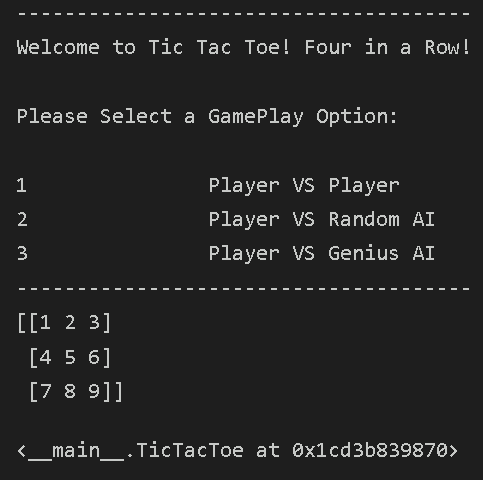 --------------------------------------
Welcome to Tic Tac Toe! Four in a Row!
Please Select a GamePlay Option:
1               Player VS Player
2               Player VS Random AI
3               Player VS Genius AI
--------------------------------------
[[1 2 3]
 [4 5 6]
 [7 8 9]]
<__main__.TicTacToe at 0x1cd3b839870>